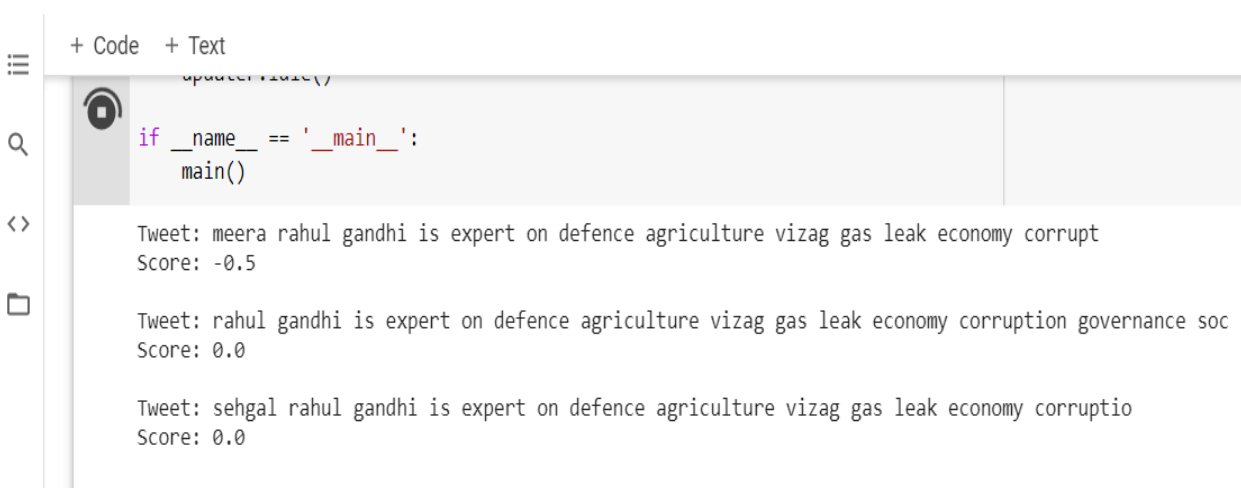 + Code + Text
updater.idle()
if __name__ == '__main__':
main()
Tweet: meera rahul gandhi is expert on defence agriculture vizag gas leak economy corrupt
Score: -0.5
Tweet: rahul gandhi is expert on defence agriculture vizag gas leak economy corruption governance soc
Score: 0.0
Tweet: sehgal rahul gandhi is expert on defence agriculture vizag gas leak economy corruptio
Score: 0.0